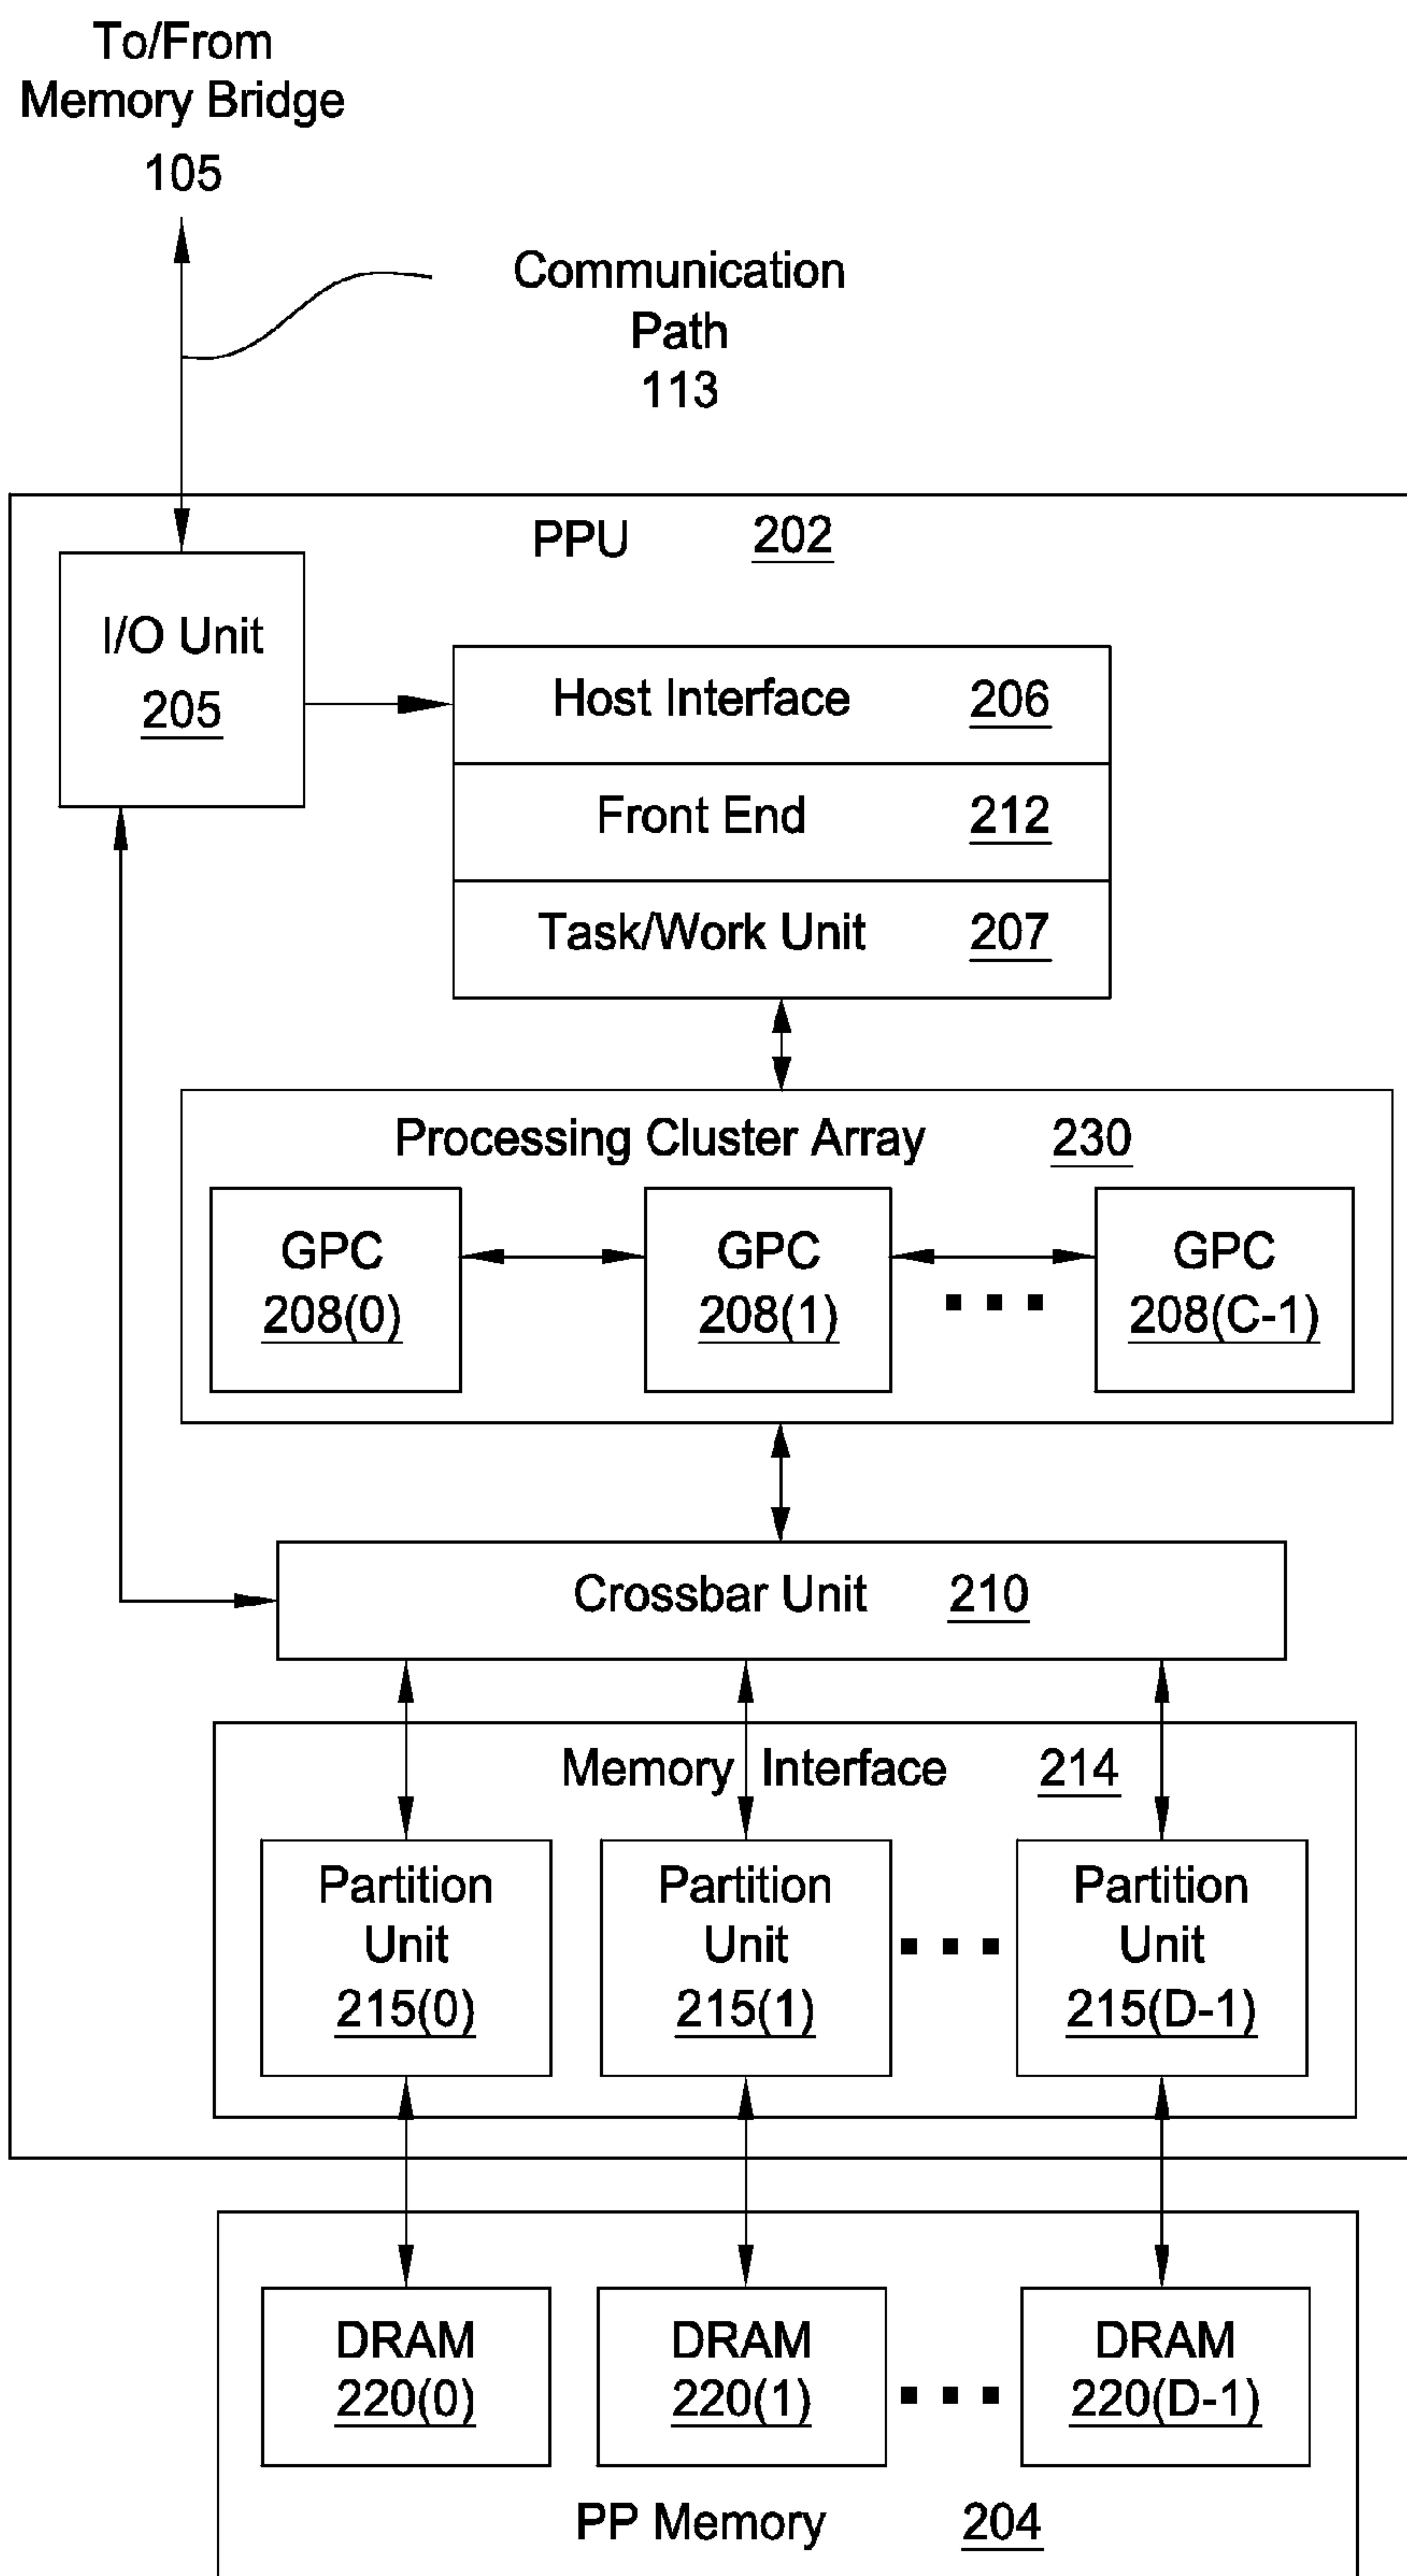 To/From
Memory Bridge
105
Communication
Path
113
PPU 202
I/O Unit
205
Host Interface 206
Front End 212
Task/Work Unit 207
Processing Cluster Array 230
GPC
208(0)
GPC
208(1)
GPC
208(C-1)
Crossbar Unit 210
Memory Interface 214
Partition
Unit
215(0)
Partition
Unit
215(1)
Partition
Unit
215(D-1)
DRAM
220(0)
DRAM
220(1)
DRAM
220(D-1)
PP Memory 204